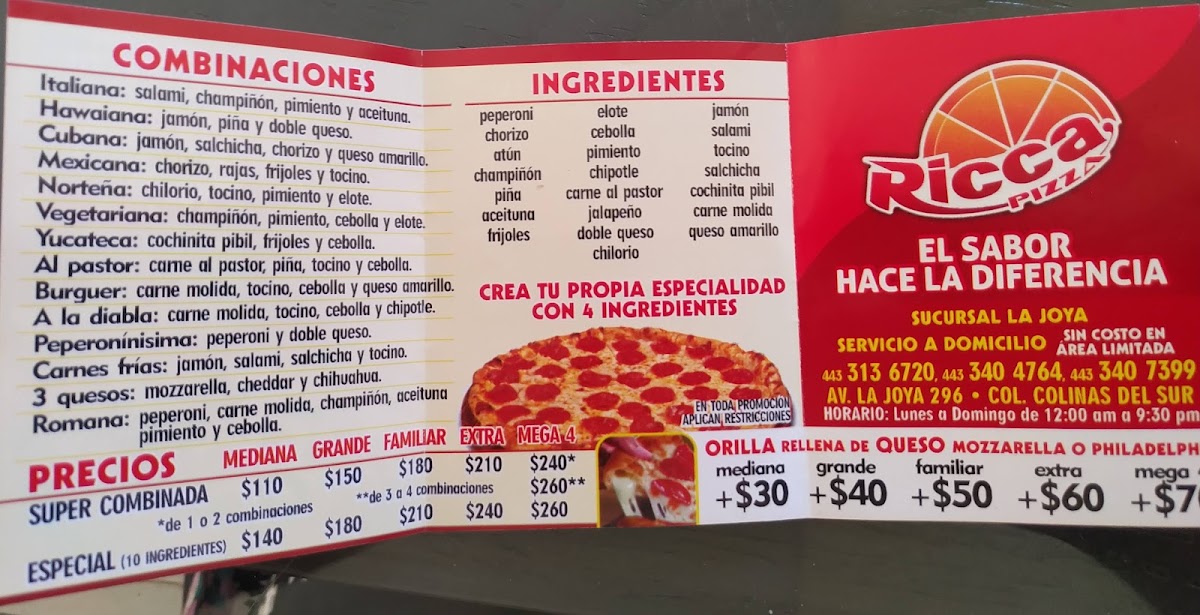 COMBINACIONES
Italiana: salami, champiñón, pimiento y aceituna.
Hawaiana: jamón, piña y doble queso.
Cubana: jamón, salchicha, chorizo y queso amarillo.
Mexicana: chorizo, rajas, frijoles y tocino.
Norteña: chilorio, tocino, pimiento y elote.
Vegetariana: champiñón, pimiento, cebolla y elote.
Yucateca: cochinita pibil, frijoles y cebolla.
Al pastor: carne al pastor, piña, tocino y cebolla.
Burguer: carne molida, tocino, cebolla y queso amarillo.
A la diabla: carne molida, tocino, cebolla y chipotle.
Peperonínisima: peperoni y doble queso.
Carnes frías: jamón, salami, salchicha y tocino.
3 quesos: mozzarella, cheddar y chihuahua.
Romana: peperoni, carne molida, champiñón, aceituna
pimiento y cebolla.
PRECIOS MEDIANA GRANDE FAMILIAR EXTRA MEGA 4
SUPER COMBINADA $110 $150 $180 $210 $240*
*de 1 o 2 combinaciones **de 3 a 4 combinaciones $260**
ESPECIAL (10 INGREDIENTES) $140 $180 $210 $240 $260
INGREDIENTES
peperoni elote jamón
chorizo cebolla salami
atún pimiento tocino
champiñón chipotle salchicha
piña carne al pastor cochinita pibil
aceituna jalapeño carne molida
frijoles doble queso queso amarillo
chilorio
CREA TU PROPIA ESPECIALIDAD
CON 4 INGREDIENTES
EN TODA PROMOCION
APLICAN RESTRICCIONES
Ricca
PIZZA
EL SABOR
HACE LA DIFERENCIA
SUCURSAL LA JOYA
SERVICIO A DOMICILIO SIN COSTO EN
ÁREA LIMITADA
443 313 6720, 443 340 4764, 443 340 7399
AV. LA JOYA 296 • COL. COLINAS DEL SUR
HORARIO: Lunes a Domingo de 12:00 am a 9:30 pm
ORILLA RELLENA DE QUESO MOZZARELLA O PHILADELPH
mediana grande familiar extra mega
+$30 +$40 +$50 +$60 +$7